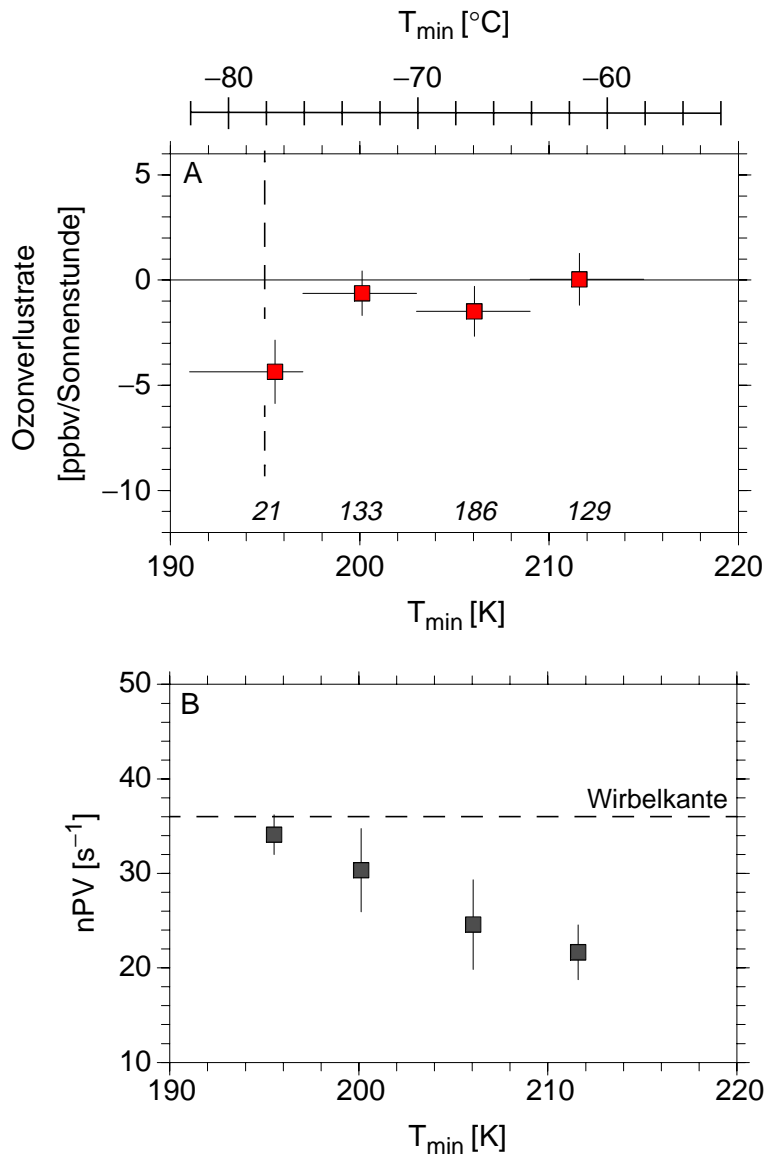 T_min [°C]
−80 −70 −60
A
5
0
−5
−10
Ozonverlustrate
[ppbv/Sonnenstunde]
21 133 186 129
190 200 210 220
T_min [K]
B
50
40
30
20
10
Wirbelkante
nPV [s⁻¹]
190 200 210 220
T_min [K]